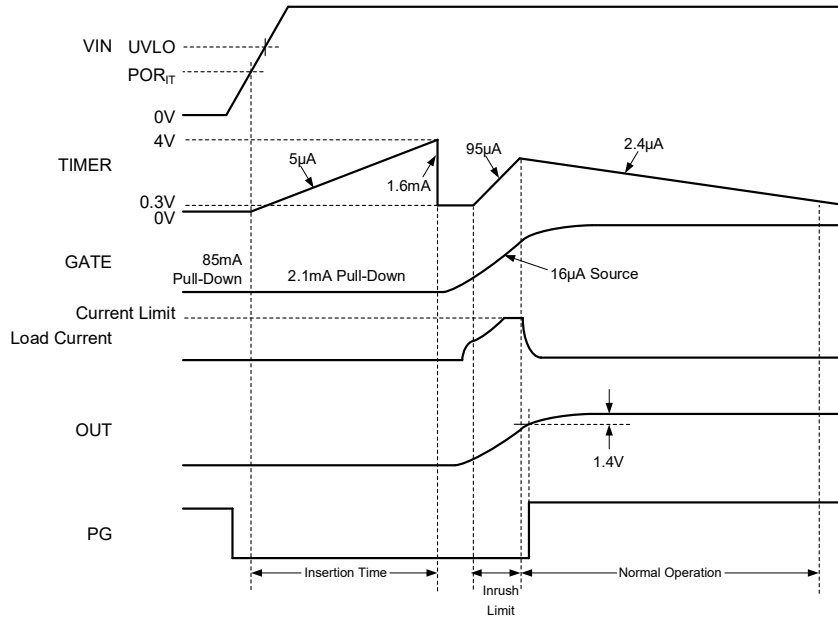 VIN
UVLO
PORIT
0V
4V
TIMER
5µA
1.6mA
95µA
2.4µA
0.3V
0V
GATE
85mA
Pull-Down
2.1mA Pull-Down
16µA Source
Current Limit
Load Current
OUT
1.4V
PG
Insertion Time
Inrush
Limit
Normal Operation